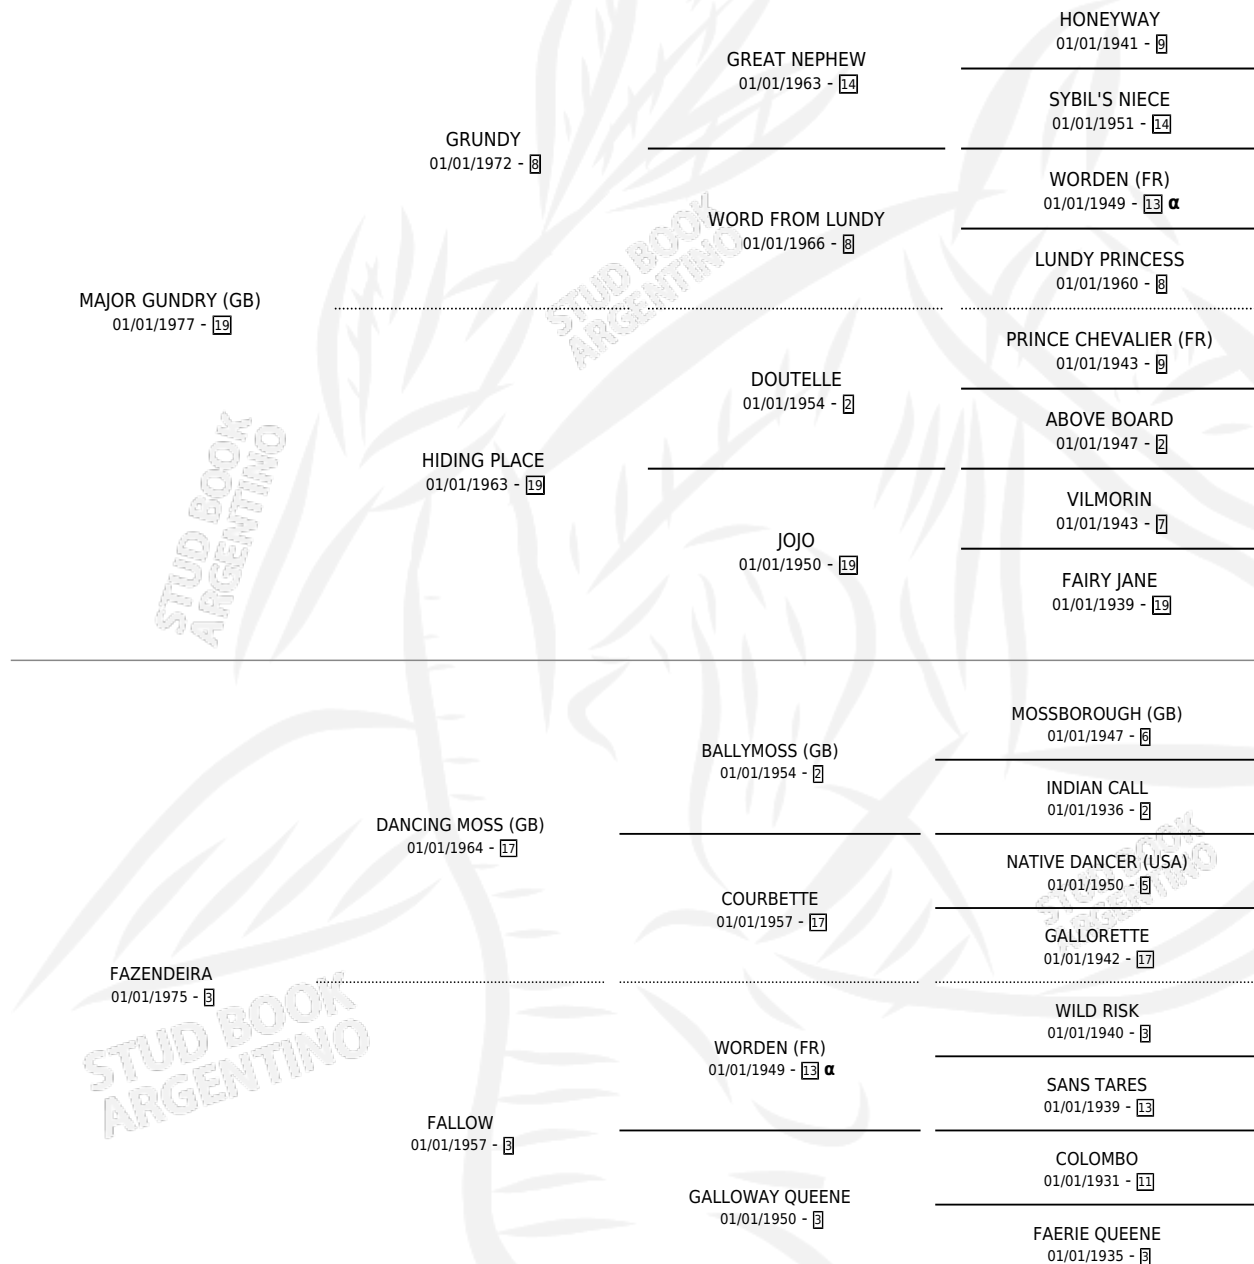 HONEYWAY
01/01/1941 - 9
GREAT NEPHEW
01/01/1963 - 14
SYBIL'S NIECE
01/01/1951 - 14
GRUNDY
01/01/1972 - 8
WORDEN (FR)
01/01/1949 - 13 α
WORD FROM LUNDY
01/01/1966 - 8
LUNDY PRINCESS
01/01/1960 - 8
MAJOR GUNDRY (GB)
01/01/1977 - 19
PRINCE CHEVALIER (FR)
01/01/1943 - 9
DOUTELLE
01/01/1954 - 2
ABOVE BOARD
01/01/1947 - 2
HIDING PLACE
01/01/1963 - 19
VILMORIN
01/01/1943 - 7
JOJO
01/01/1950 - 19
FAIRY JANE
01/01/1939 - 19
STUD BOOK
ARGENTINO
STUD BOOK
ARGENTINO
MOSSBOROUGH (GB)
01/01/1947 - 6
BALLYMOSS (GB)
01/01/1954 - 2
INDIAN CALL
01/01/1936 - 2
DANCING MOSS (GB)
01/01/1964 - 17
NATIVE DANCER (USA)
01/01/1950 - 5
COURBETTE
01/01/1957 - 17
GALLORETTE
01/01/1942 - 17
FAZENDEIRA
01/01/1975 - 3
WILD RISK
01/01/1940 - 3
WORDEN (FR)
01/01/1949 - 13 α
SANS TARES
01/01/1939 - 13
FALLOW
01/01/1957 - 3
COLOMBO
01/01/1931 - 11
GALLOWAY QUEENE
01/01/1950 - 3
FAERIE QUEENE
01/01/1935 - 3
STUD BOOK
ARGENTINO
STUD BOOK
ARGENTINO